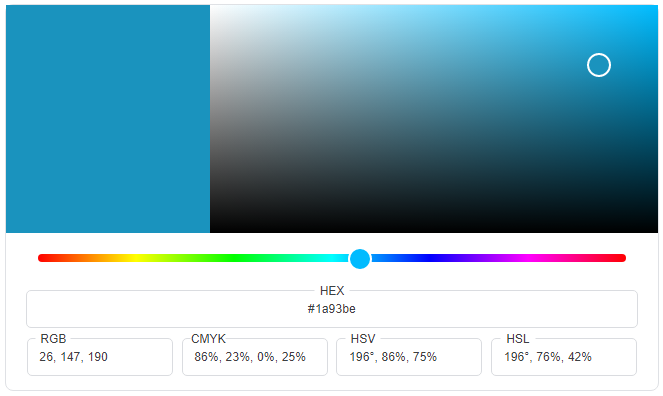 HEX
#1a93be
RGB
26, 147, 190
CMYK
86%, 23%, 0%, 25%
HSV
196°, 86%, 75%
HSL
196°, 76%, 42%